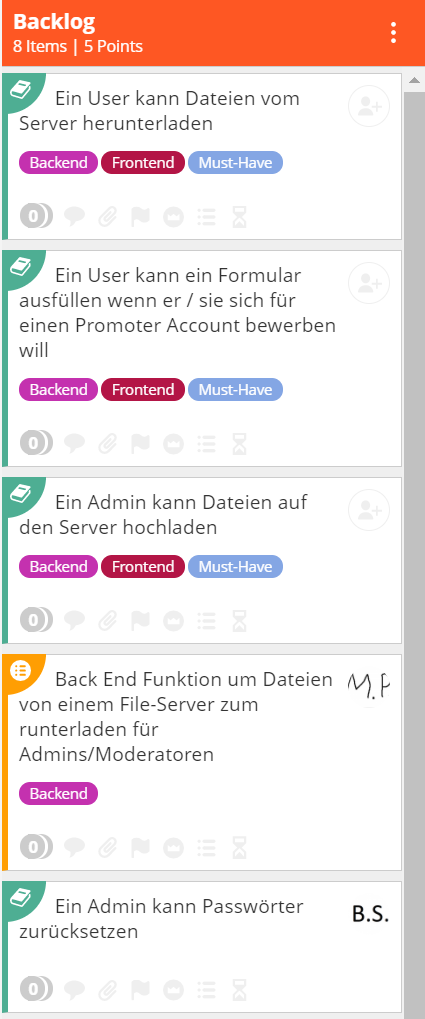 Backlog
8 Items | 5 Points
Ein User kann Dateien vom
Server herunterladen
Backend Frontend Must-Have
0
Ein User kann ein Formular
ausfüllen wenn er / sie sich für
einen Promoter Account bewerben
will
Backend Frontend Must-Have
0
Ein Admin kann Dateien auf
den Server hochladen
Backend Frontend Must-Have
0
Back End Funktion um Dateien
von einem File-Server zum
runterladen für
Admins/Moderatoren
M.P
Backend
0
Ein Admin kann Passwörter
zurücksetzen
B.S.
0